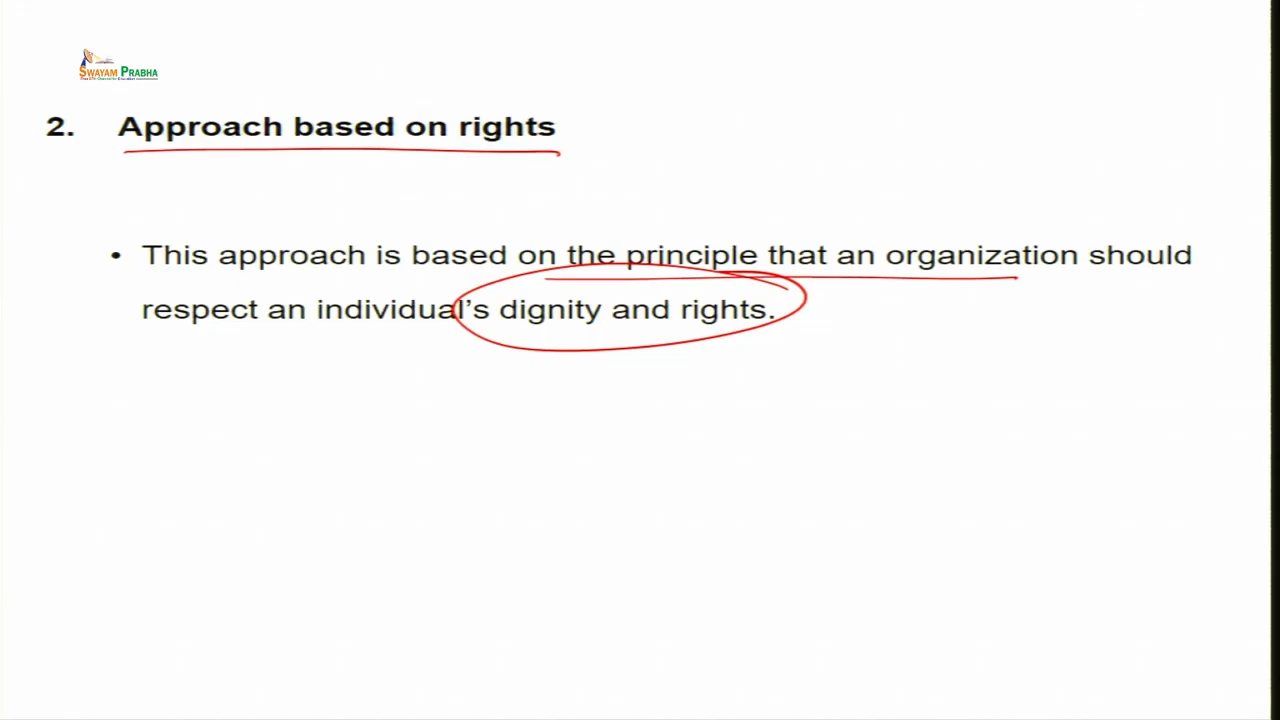 SWAYAM PRABHA
2. Approach based on rights
• This approach is based on the principle that an organization should
respect an individual’s dignity and rights.